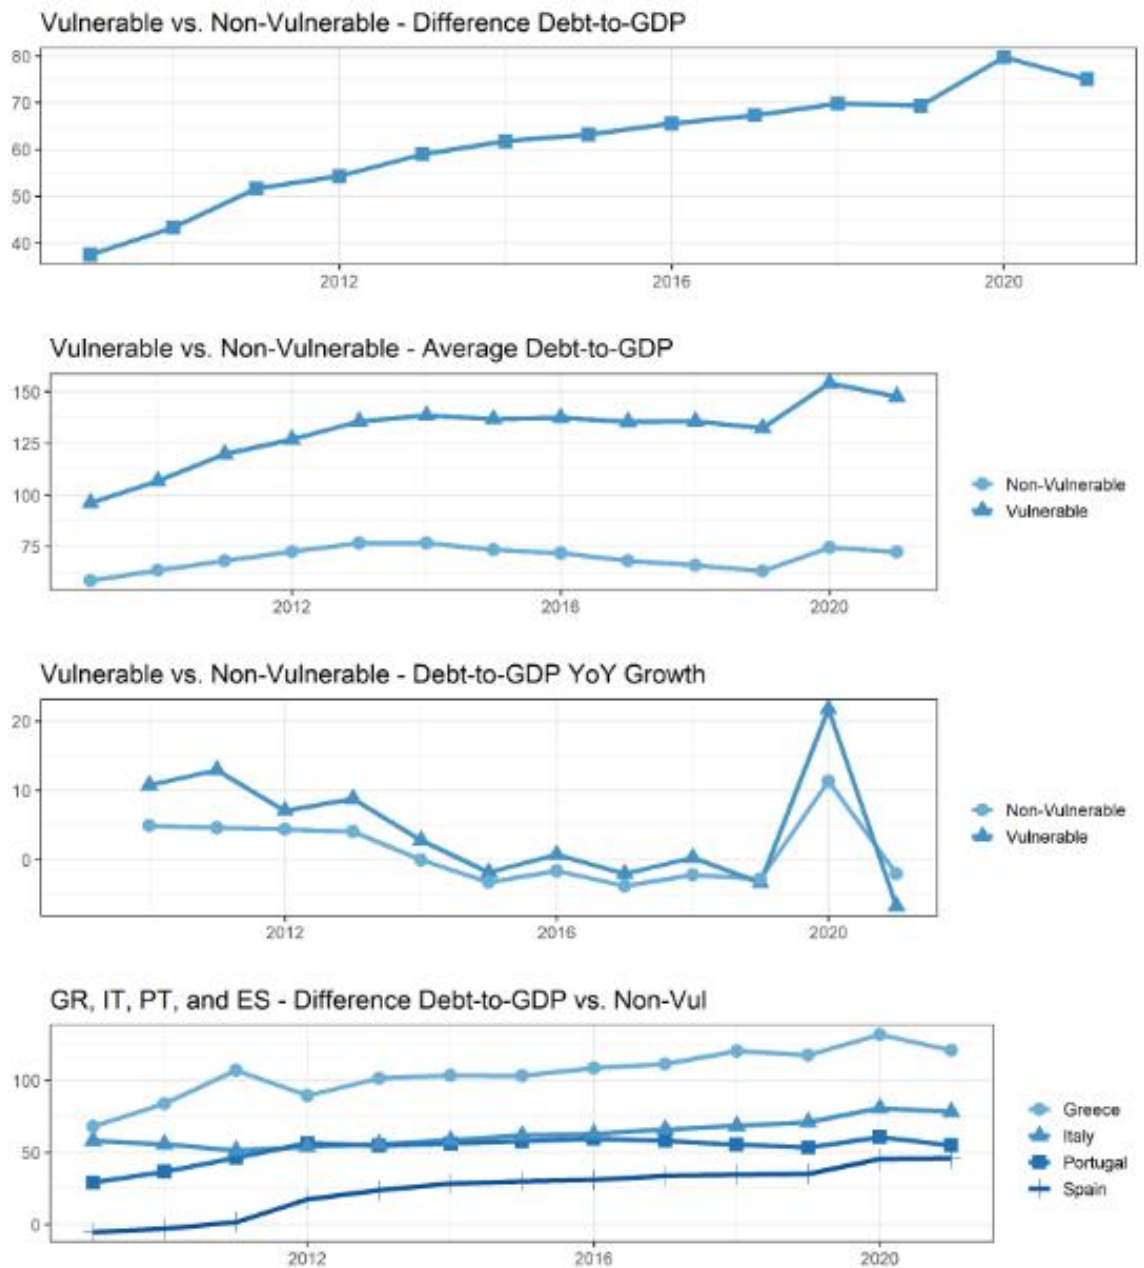 Vulnerable vs. Non-Vulnerable - Difference Debt-to-GDP
80
70
60
50
40
2012 2016 2020
Vulnerable vs. Non-Vulnerable - Average Debt-to-GDP
150
125
100
75
2012 2016 2020
Non-Vulnerable
Vulnerable
Vulnerable vs. Non-Vulnerable - Debt-to-GDP YoY Growth
20
10
0
2012 2016 2020
Non-Vulnerable
Vulnerable
GR, IT, PT, and ES - Difference Debt-to-GDP vs. Non-Vul
100
50
0
2012 2016 2020
Greece
Italy
Portugal
Spain